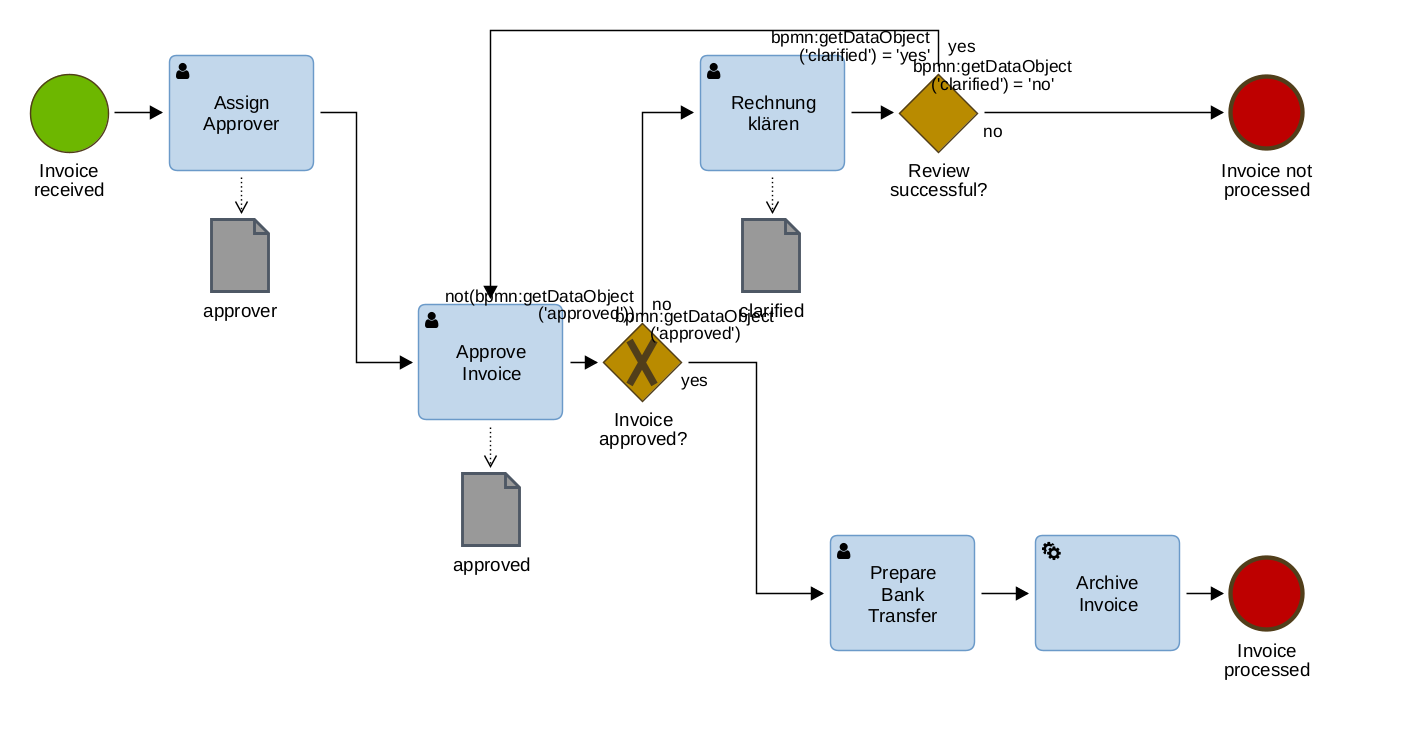 bpmn:getDataObject
('clarified') = 'yes'
yes
bpmn:getDataObject
('clarified') = 'no'
no
Assign
Approver
Rechnung
klären
Invoice
received
Review
successful?
Invoice not
processed
approver
clarified
not(bpmn:getDataObject
('approved'))
no
bpmn:getDataObject
('approved')
Approve
Invoice
yes
Invoice
approved?
approved
Prepare
Bank
Transfer
Archive
Invoice
Invoice
processed